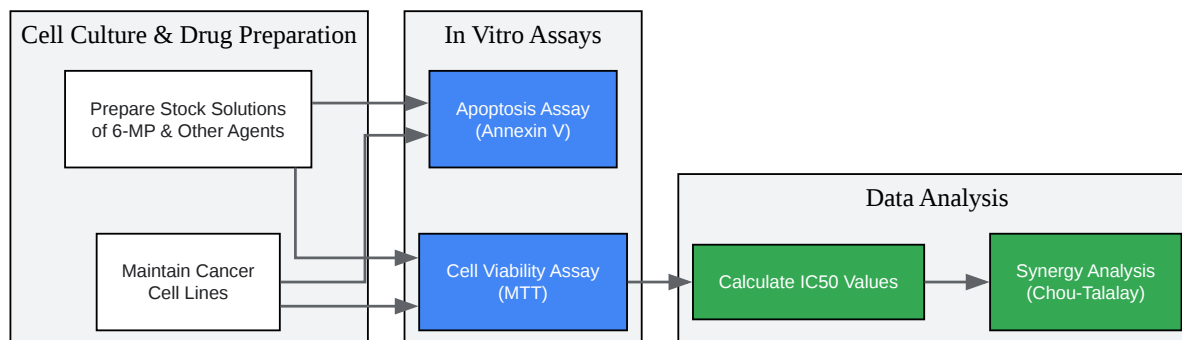 Cell Culture & Drug Preparation
Prepare Stock Solutions
of 6-MP & Other Agents
Maintain Cancer
Cell Lines
In Vitro Assays
Apoptosis Assay
(Annexin V)
Cell Viability Assay
(MTT)
Data Analysis
Calculate IC50 Values
Synergy Analysis
(Chou-Talalay)